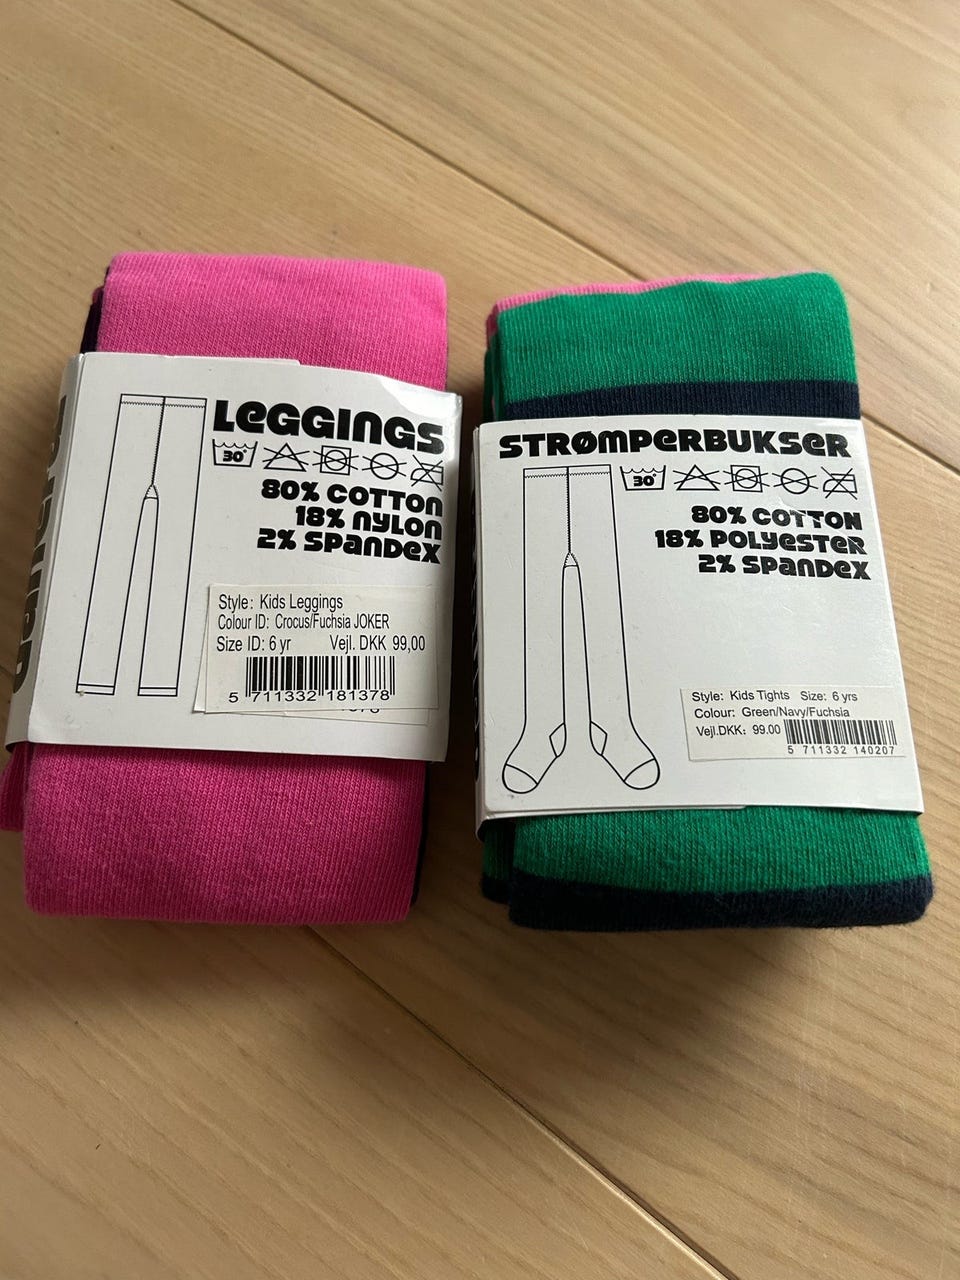 LEGGINGS
30°
80% COTTON
18% NYLON
2% SPANDEX
Style: Kids Leggings
Colour ID: Crocus/Fuchsia JOKER
Size ID: 6 yr Vejl. DKK 99,00
5 711332 181378
STRØMPERBUKSER
30°
80% COTTON
18% POLYESTER
2% SPANDEX
Style: Kids Tights Size: 6 yrs
Colour: Green/Navy/Fuchsia
Vejl.DKK: 99.00
5 711332 140207